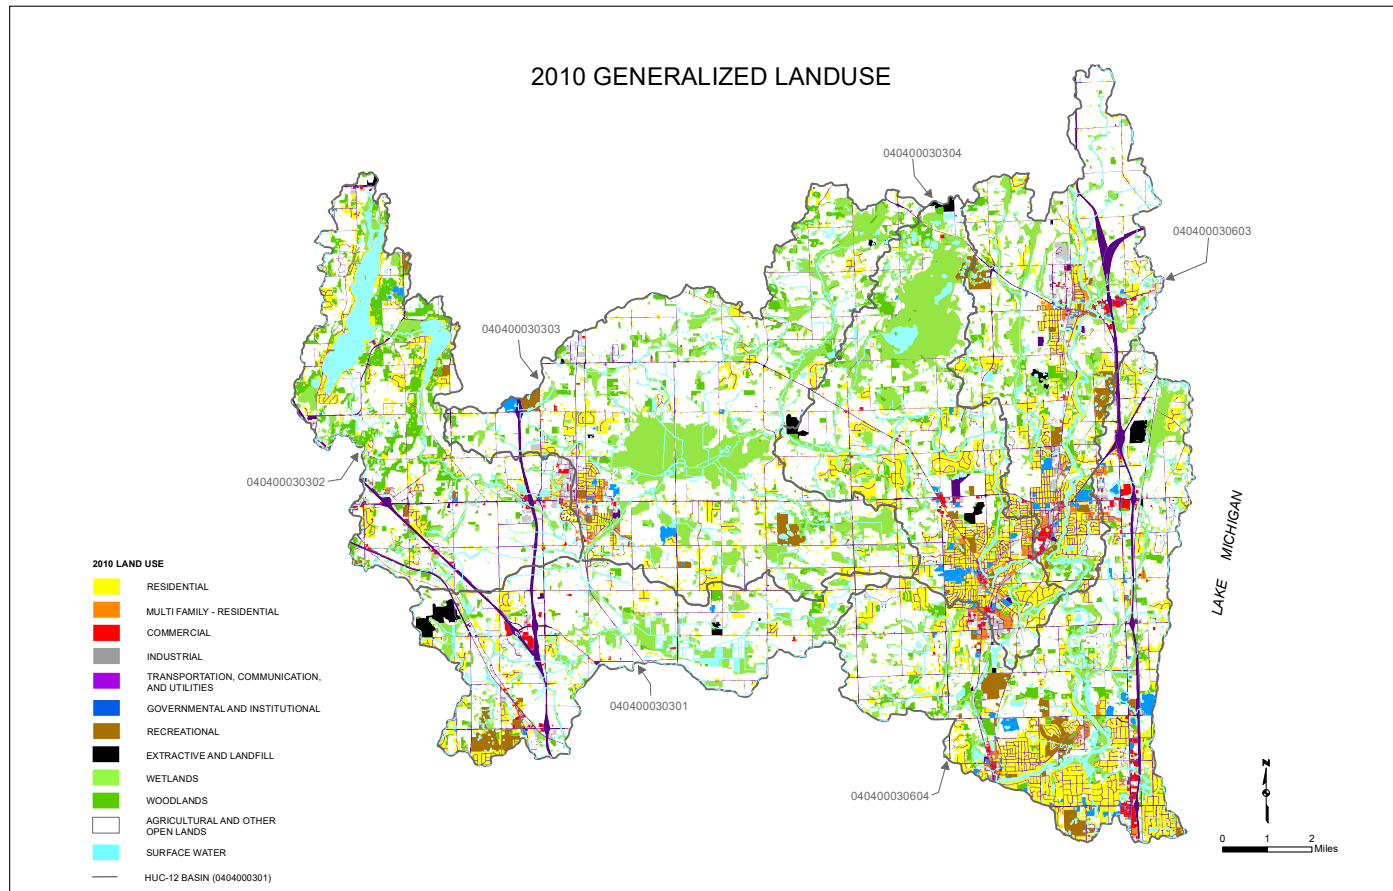 2010 GENERALIZED LANDUSE
040400030304
040400030603
040400030303
040400030302
LAKE MICHIGAN
040400030301
040400030604
2010 LAND USE
RESIDENTIAL
MULTI FAMILY - RESIDENTIAL
COMMERCIAL
INDUSTRIAL
TRANSPORTATION, COMMUNICATION,
AND UTILITIES
GOVERNMENTAL AND INSTITUTIONAL
RECREATIONAL
EXTRACTIVE AND LANDFILL
WETLANDS
WOODLANDS
AGRICULTURAL AND OTHER
OPEN LANDS
SURFACE WATER
HUC-12 BASIN (0404000301)
N
0 1 2
Miles